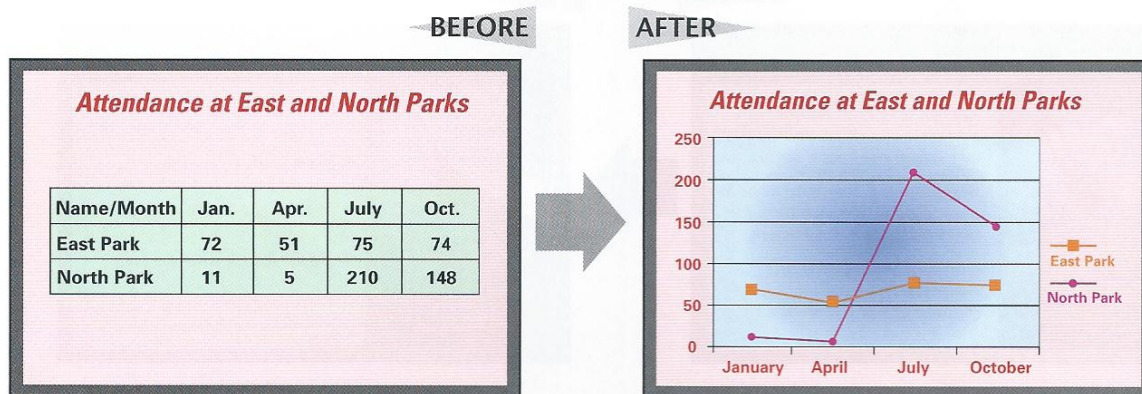 BEFORE
AFTER
Attendance at East and North Parks
Name/Month Jan. Apr. July Oct.
East Park 72 51 75 74
North Park 11 5 210 148
Attendance at East and North Parks
250
200
150
100
50
0
January April July October
East Park
North Park